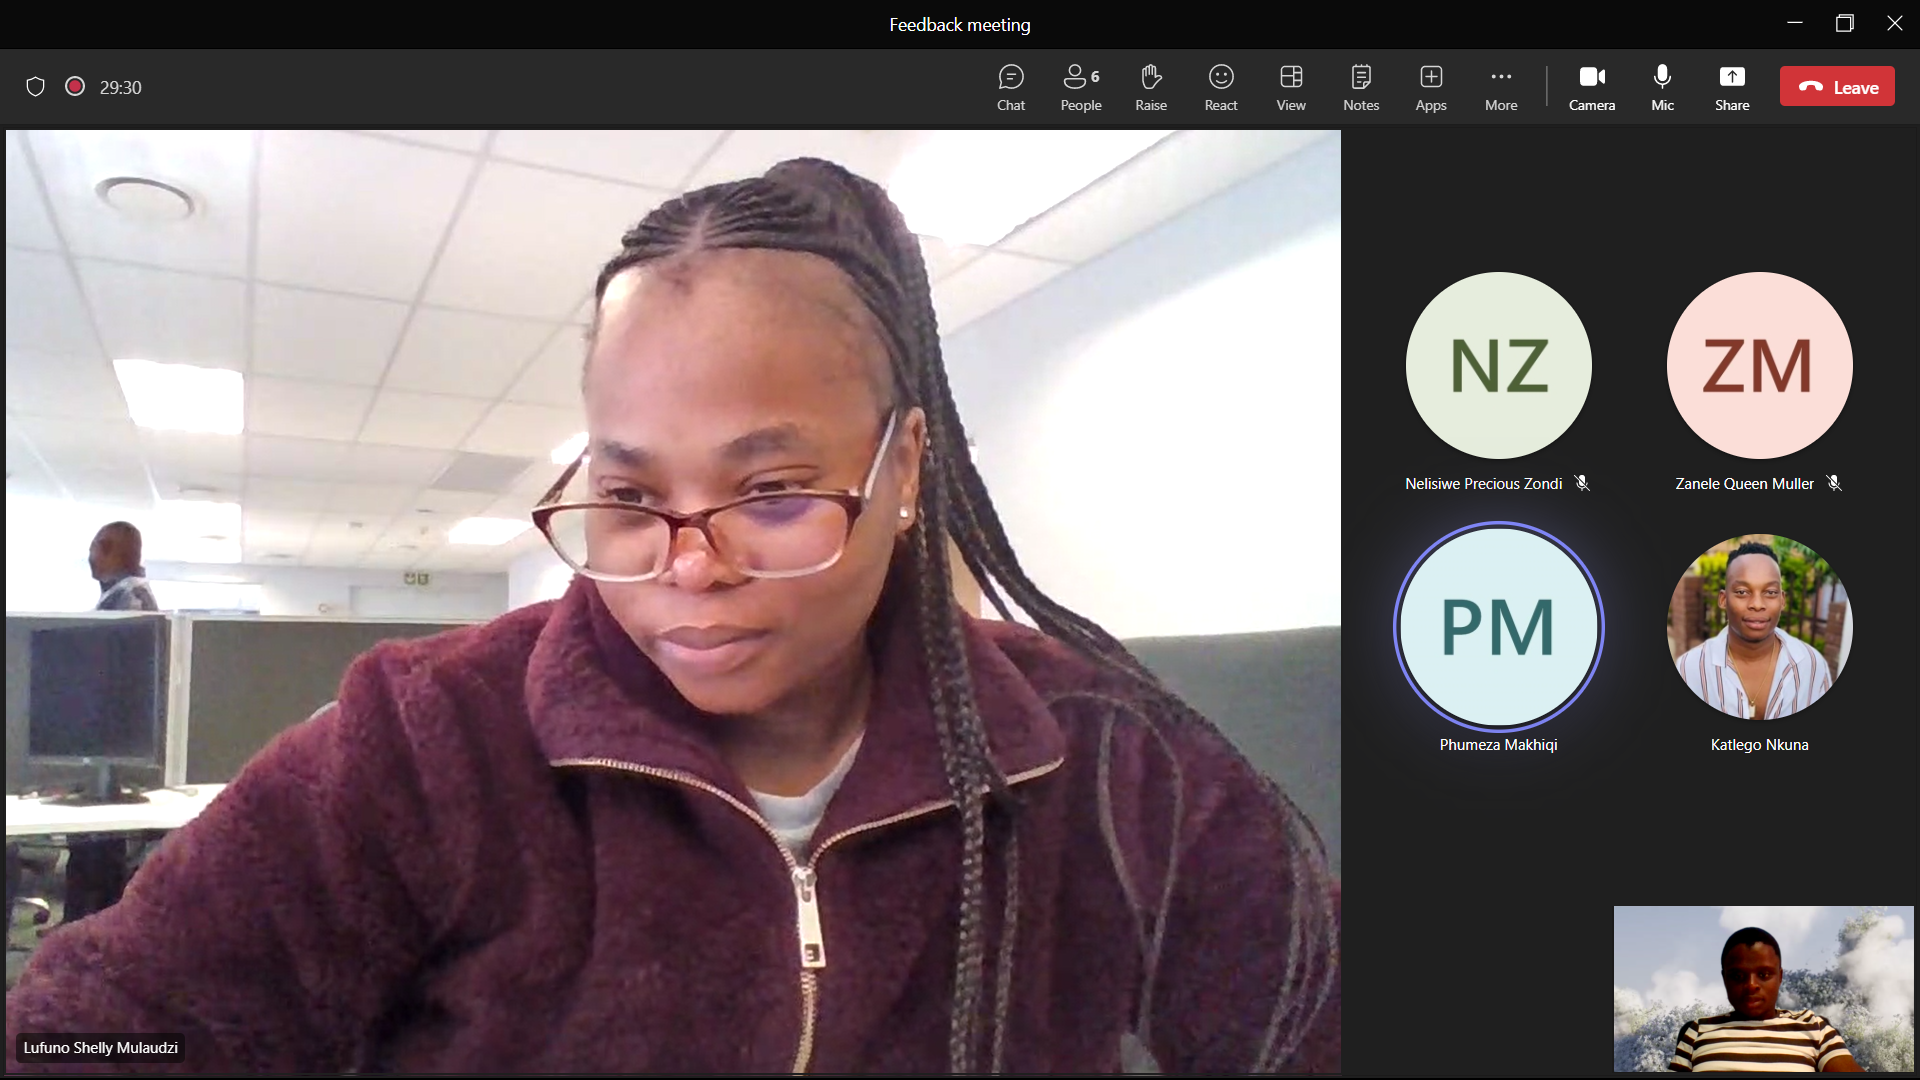 Feedback meeting
29:30
Chat
People 6
Raise
React
View
Notes
Apps
More
Camera
Mic
Share
Leave
NZ
ZM
Nelisiwe Precious Zondi
Zanele Queen Muller
PM
Phumeza Makhiqi
Katlego Nkuna
Lufuno Shelly Mulaudzi